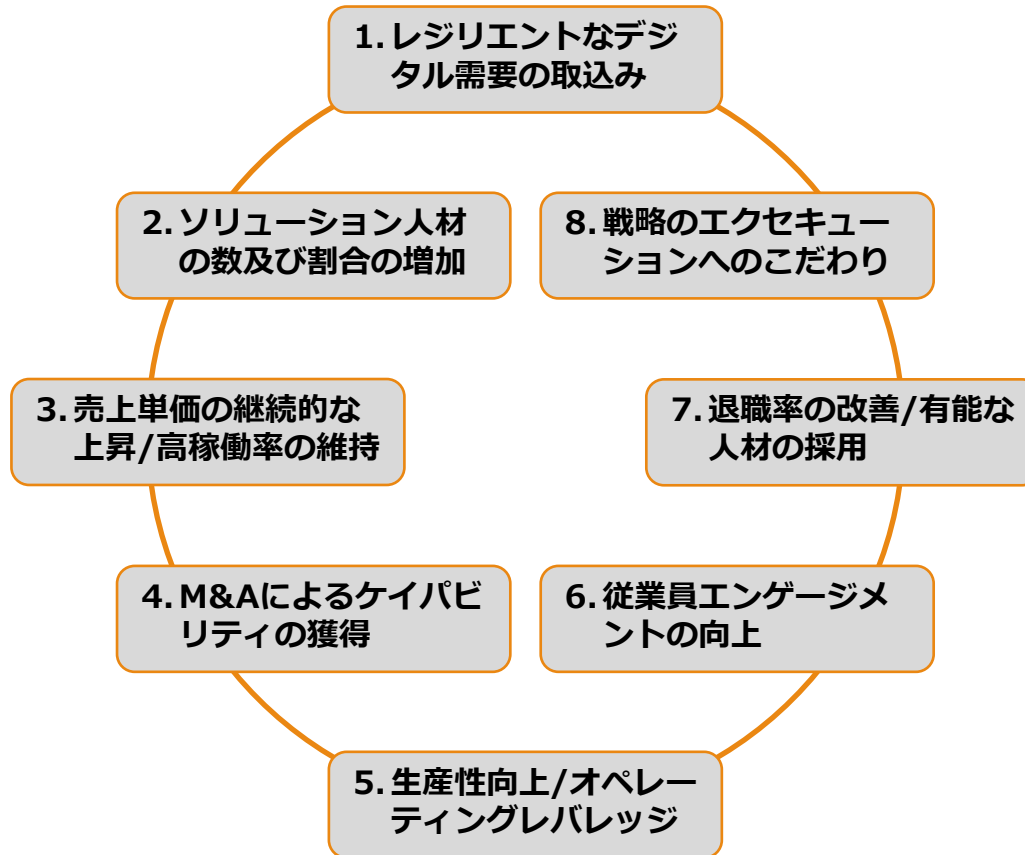 1. レジリエントなデジ
タル需要の取込み
2. ソリューション人材
の数及び割合の増加
8. 戦略のエクセキュー
ションへのこだわり
3. 売上単価の継続的な
上昇/高稼働率の維持
7. 退職率の改善/有能な
人材の採用
4. M&Aによるケイパビ
リティの獲得
6. 従業員エンゲージメ
ントの向上
5. 生産性向上/オペレー
ティングレバレッジ